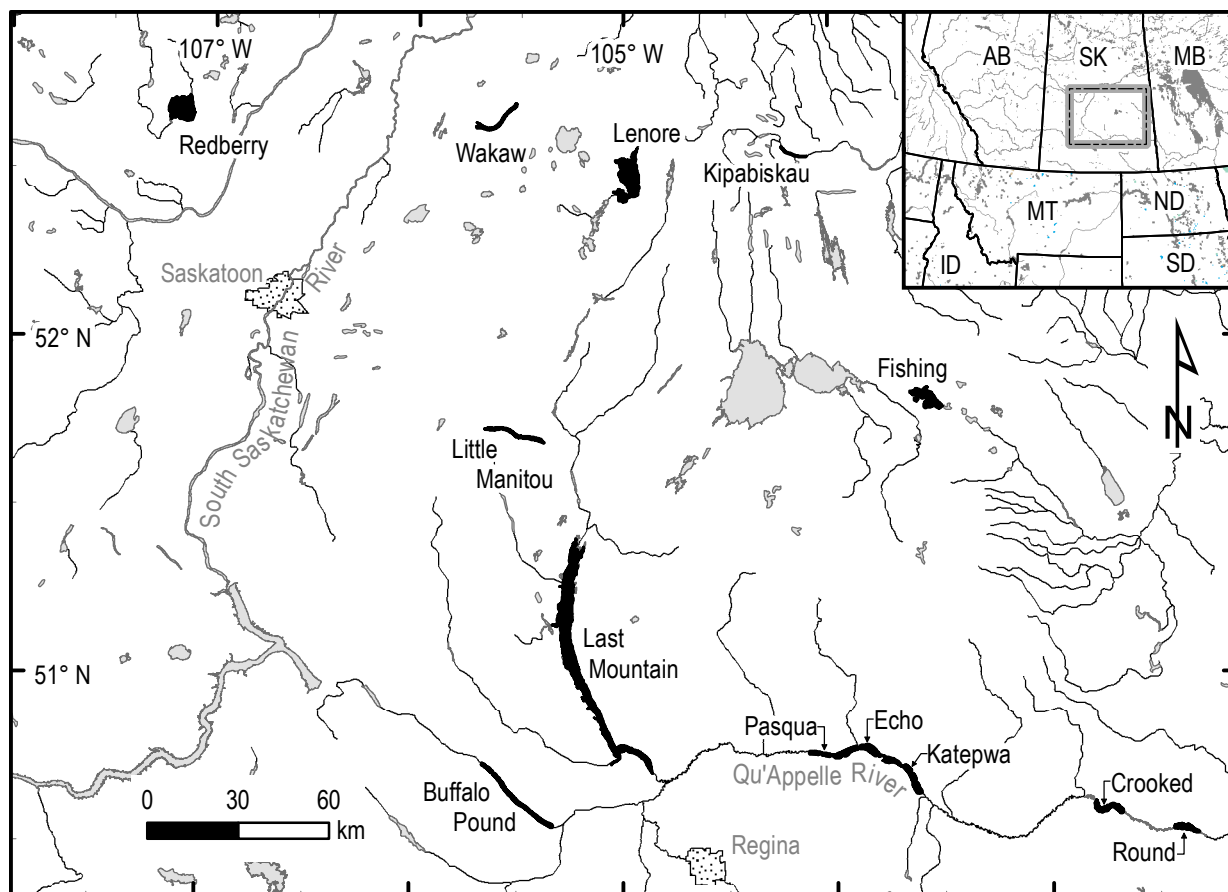 107° W
105° W
AB
SK
MB
MT
ND
ID
SD
Redberry
Wakaw
Lenore
Kipabiskau
Saskatoon
South Saskatchewan River
52° N
Fishing
N
Little
Manitou
Last
Mountain
51° N
Pasqua
Echo
Katepwa
Qu'Appelle River
Crooked
Round
Buffalo
Pound
0 30 60
km
Regina